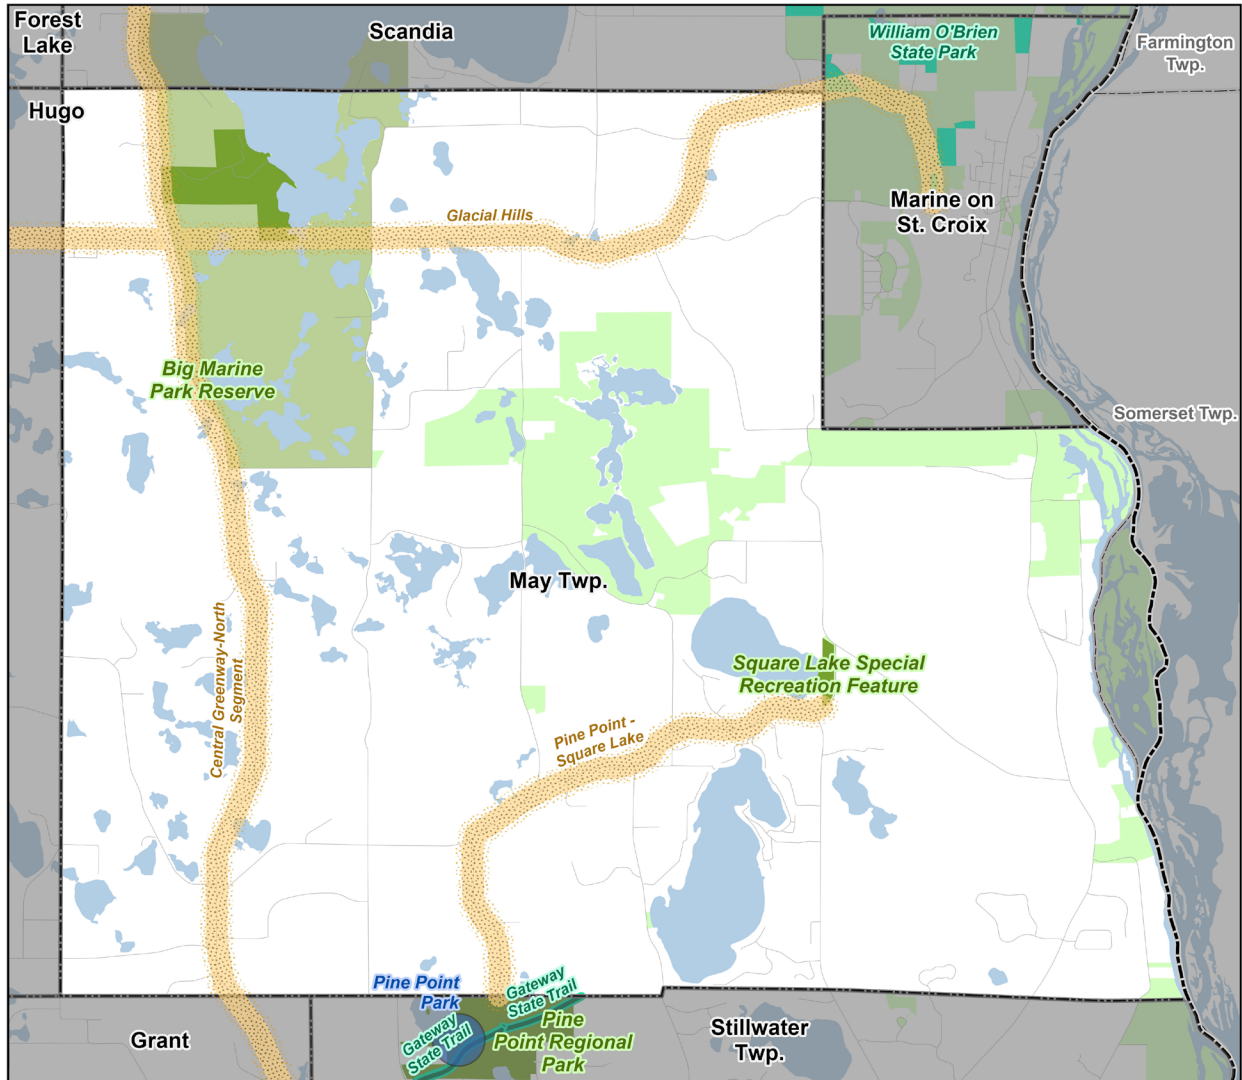 Forest
Lake
Scandia
William O'Brien
State Park
Farmington
Twp.
Hugo
Marine on
St. Croix
Glacial Hills
Big Marine
Park Reserve
Somerset Twp.
May Twp.
Central Greenway-North
Segment
Square Lake Special
Recreation Feature
Pine Point -
Square Lake
Pine Point
Park
Gateway
State Trail
Gateway
State Trail
Pine
Point Regional
Park
Grant
Stillwater
Twp.